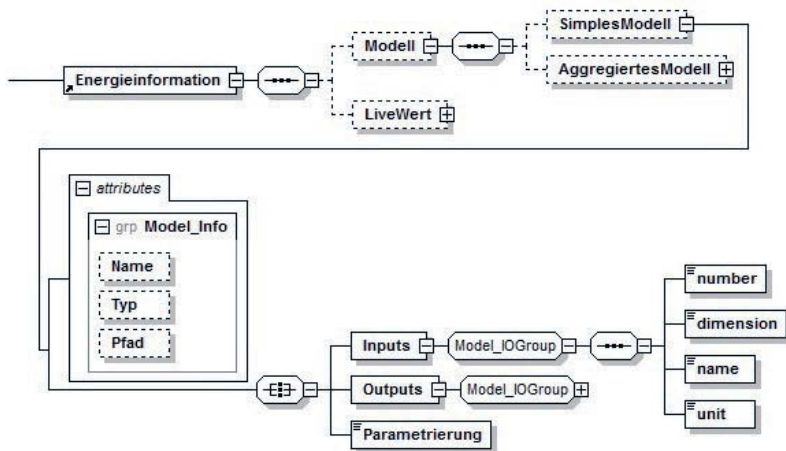 SimplesModell
Modell
Energieinformation
AggregiertesModell
LiveWert
attributes
grp Model_Info
Name
Typ
Pfad
number
dimension
Inputs
Model_IOGroup
name
Outputs
Model_IOGroup
unit
Parametrierung